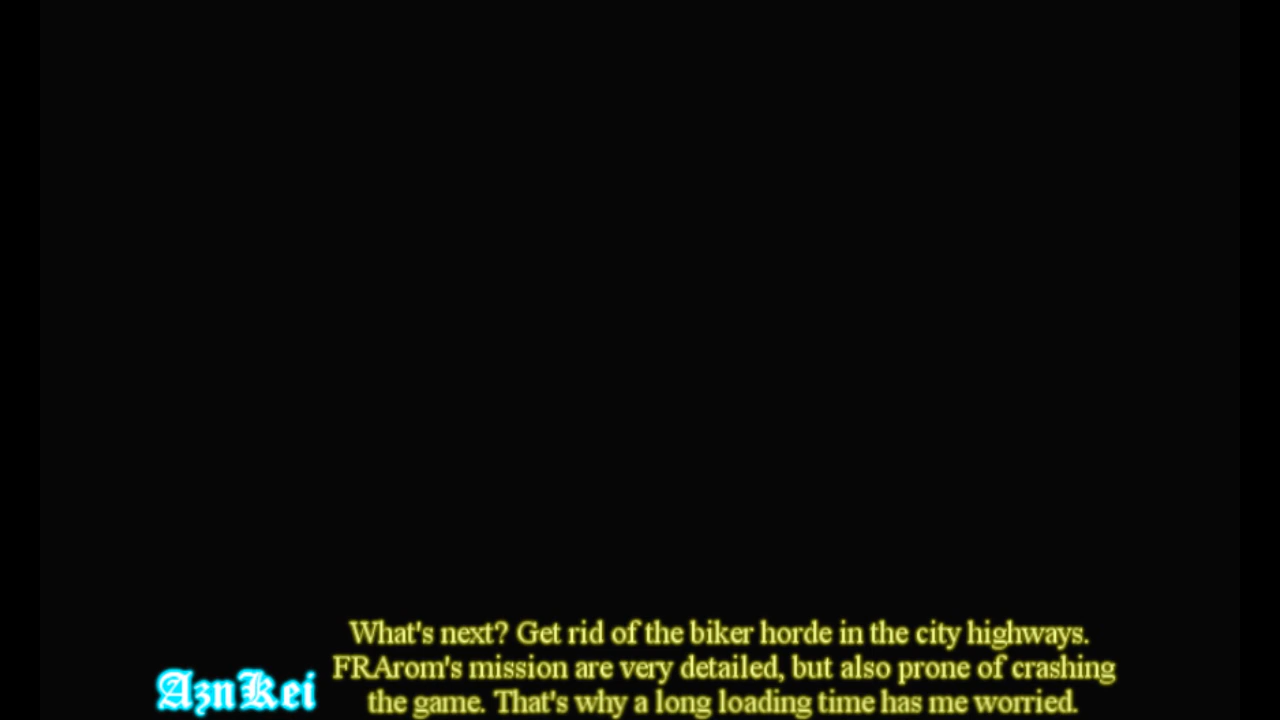 What's next? Get rid of the biker horde in the city highways.
FRArom's mission are very detailed, but also prone of crashing
the game. That's why a long loading time has me worried.
AznKei